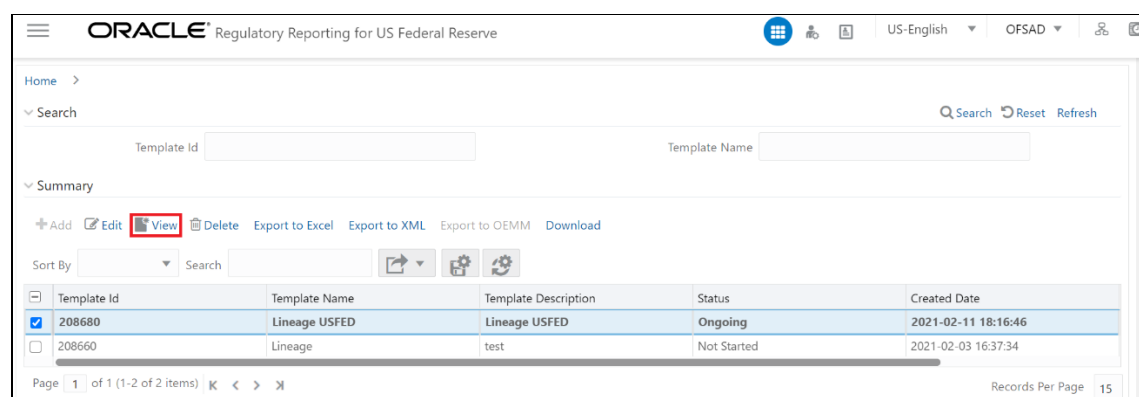 ORACLE® Regulatory Reporting for US Federal Reserve US-English OFSAD
Home >
Search Search Reset Refresh
Template Id Template Name
Summary
Add Edit View Delete Export to Excel Export to XML Export to OEMM Download
Sort By Search
Template Id Template Name Template Description Status Created Date
208680 Lineage USFED Lineage USFED Ongoing 2021-02-11 18:16:46
208660 Lineage test Not Started 2021-02-03 16:37:34
Page 1 of 1 (1-2 of 2 items) Records Per Page 15